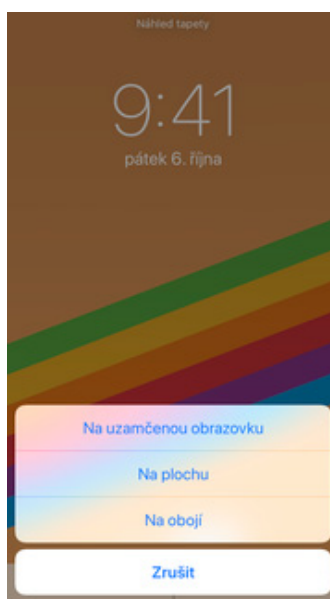 Náhled tapety
9:41
pátek 6. října
Na uzamčenou obrazovku
Na plochu
Na obojí
Zrušit